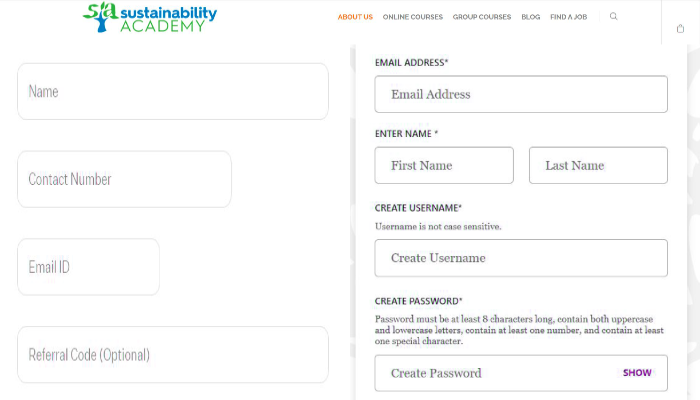 sja sustainability
ACADEMY
ABOUT US ONLINE COURSES GROUP COURSES BLOG FIND A JOB
Name
Contact Number
Email ID
Referral Code (Optional)
EMAIL ADDRESS*
Email Address
ENTER NAME *
First Name Last Name
CREATE USERNAME*
Username is not case sensitive.
Create Username
CREATE PASSWORD*
Password must be at least 8 characters long, contain both uppercase
and lowercase letters, contain at least one number, and contain at least
one special character.
Create Password SHOW